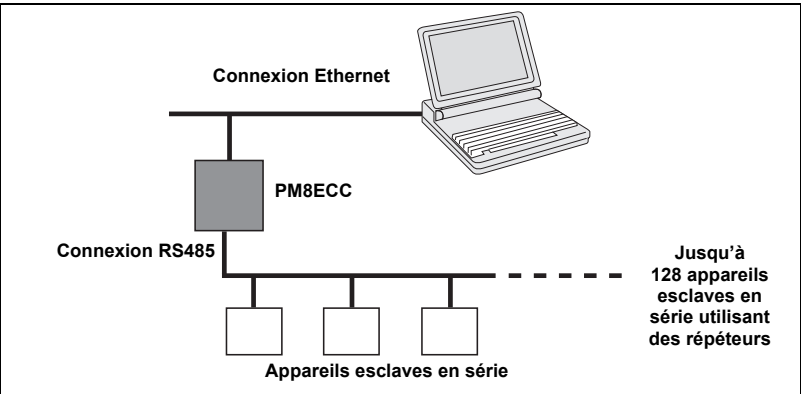 Connexion Ethernet
PM8ECC
Connexion RS485
Jusqu’à
128 appareils
esclaves en
série utilisant
des répéteurs
Appareils esclaves en série